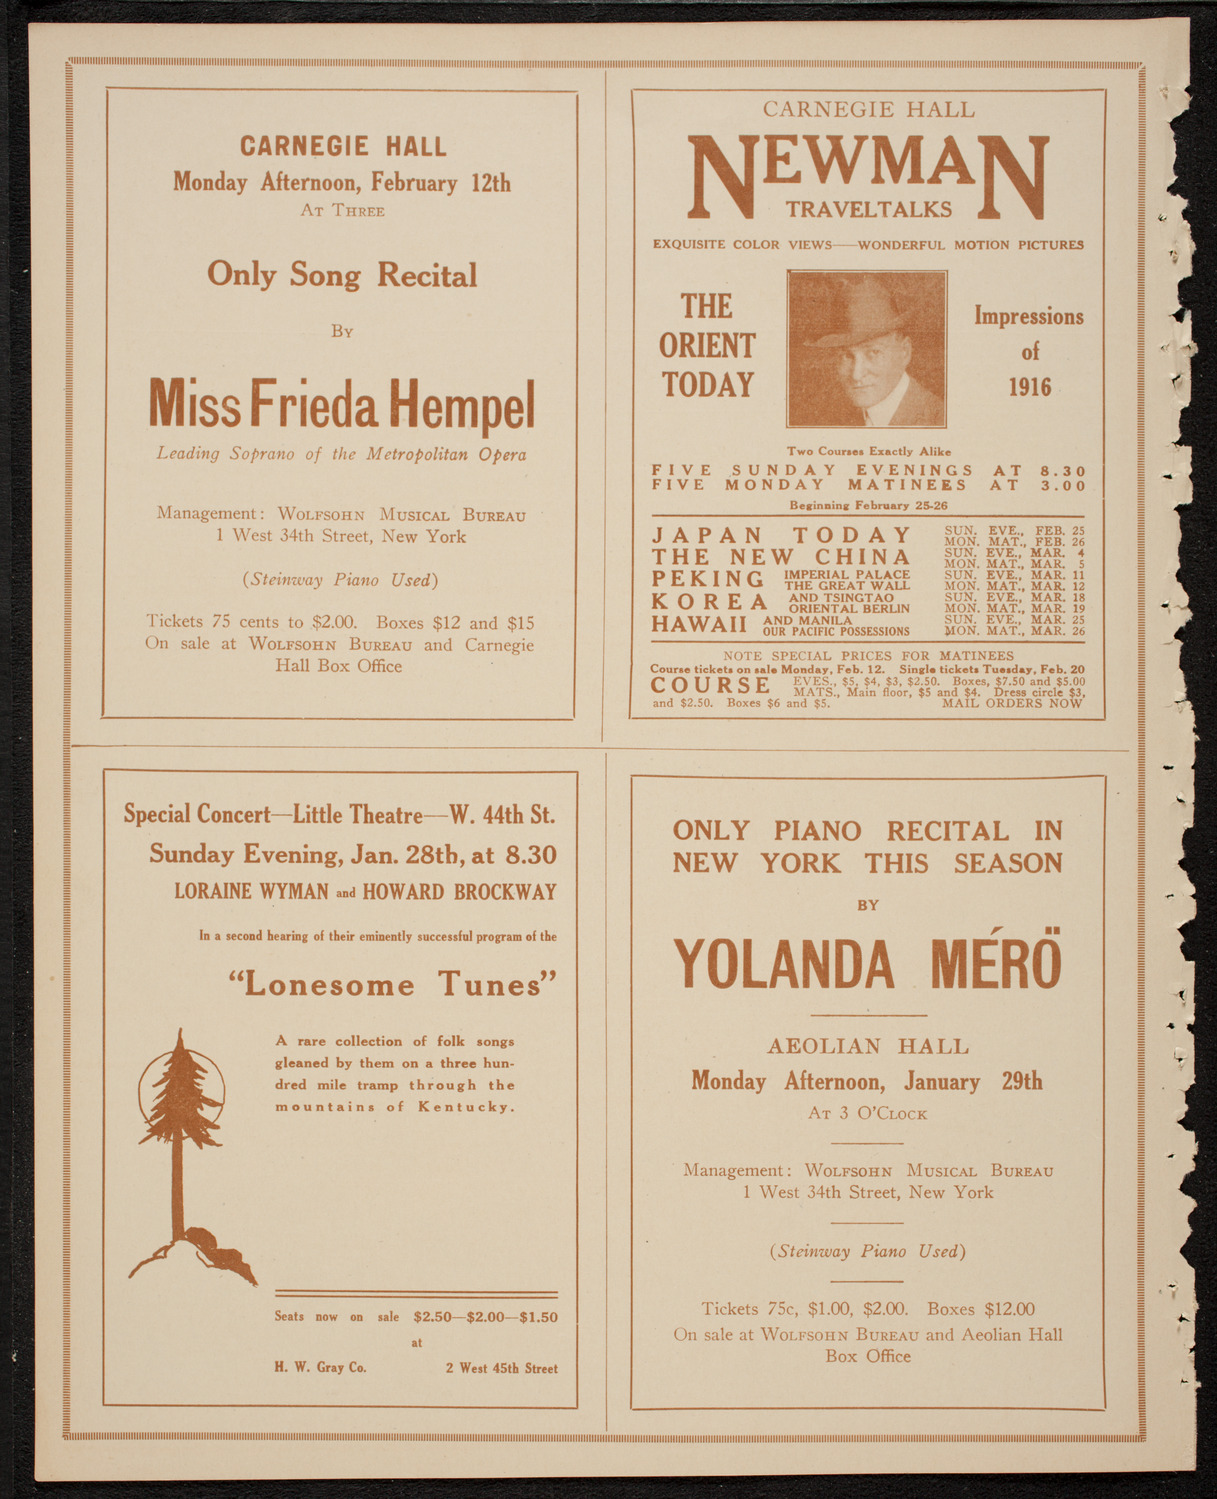 CARNEGIE HALL
Monday Afternoon, February 12th
AT THREE
Only Song Recital
BY
Miss Frieda Hempel
Leading Soprano of the Metropolitan Opera
Management: WOLFSOHN MUSICAL BUREAU
1 West 34th Street, New York
(Steinway Piano Used)
Tickets 75 cents to $2.00. Boxes $12 and $15
On sale at WOLFSOHN BUREAU and Carnegie
Hall Box Office
CARNEGIE HALL
NEWMAN
TRAVELTALKS
EXQUISITE COLOR VIEWS—WONDERFUL MOTION PICTURES
THE
ORIENT
TODAY
Impressions
of
1916
Two Courses Exactly Alike
FIVE SUNDAY EVENINGS AT 8.30
FIVE MONDAY MATINEES AT 3.00
Beginning February 25-26
JAPAN TODAY SUN. EVE., FEB. 25
MON. MAT., FEB. 26
THE NEW CHINA SUN. EVE., MAR. 4
MON. MAT., MAR. 5
PEKING IMPERIAL PALACE SUN. EVE., MAR. 11
THE GREAT WALL MON. MAT., MAR. 12
KOREA AND TSINGTAO SUN. EVE., MAR. 18
ORIENTAL BERLIN MON. MAT., MAR. 19
HAWAII AND MANILA SUN. EVE., MAR. 25
OUR PACIFIC POSSESSIONS MON. MAT., MAR. 26
NOTE SPECIAL PRICES FOR MATINEES
Course tickets on sale Monday, Feb. 12. Single tickets Tuesday, Feb. 20
COURSE EVES., $5, $4, $3, $2.50. Boxes, $7.50 and $5.00
MATS., Main floor, $5 and $4. Dress circle $3,
and $2.50. Boxes $6 and $5. MAIL ORDERS NOW
Special Concert—Little Theatre—W. 44th St.
Sunday Evening, Jan. 28th, at 8.30
LORAINE WYMAN and HOWARD BROCKWAY
In a second hearing of their eminently successful program of the
"Lonesome Tunes"
A rare collection of folk songs
gleaned by them on a three hun-
dred mile tramp through the
mountains of Kentucky.
Seats now on sale $2.50—$2.00—$1.50
at
H. W. Gray Co. 2 West 45th Street
ONLY PIANO RECITAL IN
NEW YORK THIS SEASON
BY
YOLANDA MÉRÖ
AEOLIAN HALL
Monday Afternoon, January 29th
AT 3 O'CLOCK
Management: WOLFSOHN MUSICAL BUREAU
1 West 34th Street, New York
(Steinway Piano Used)
Tickets 75c, $1.00, $2.00. Boxes $12.00
On sale at WOLFSOHN BUREAU and Aeolian Hall
Box Office